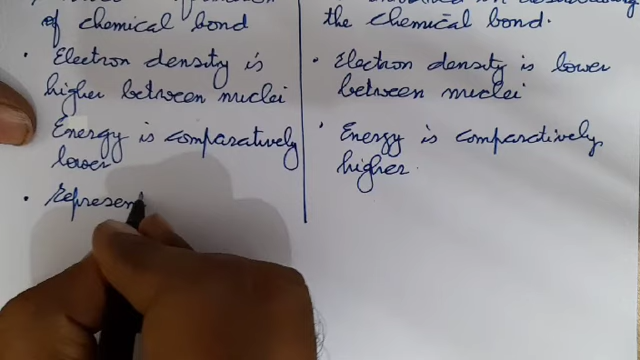 of chemical bond
the chemical bond.
• Electron density is
higher between nuclei
• Electron density is lower
between nuclei
Energy is comparatively
lower
• Energy is comparatively
higher.
• Represent